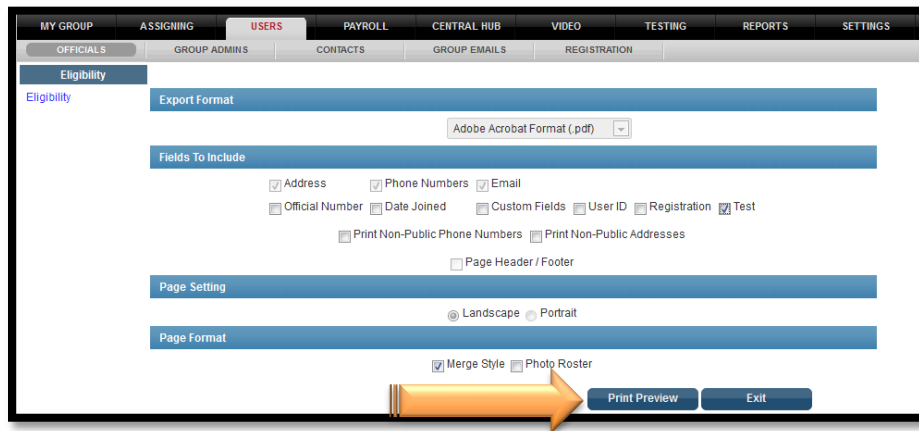 MY GROUP ASSIGNING USERS PAYROLL CENTRAL HUB VIDEO TESTING REPORTS SETTINGS
OFFICIALS GROUP ADMINS CONTACTS GROUP EMAILS REGISTRATION
Eligibility
Eligibility
Export Format
Adobe Acrobat Format (.pdf)
Fields To Include
Address Phone Numbers Email
Official Number Date Joined Custom Fields User ID Registration Test
Print Non-Public Phone Numbers Print Non-Public Addresses
Page Header / Footer
Page Setting
Landscape Portrait
Page Format
Merge Style Photo Roster
Print Preview Exit